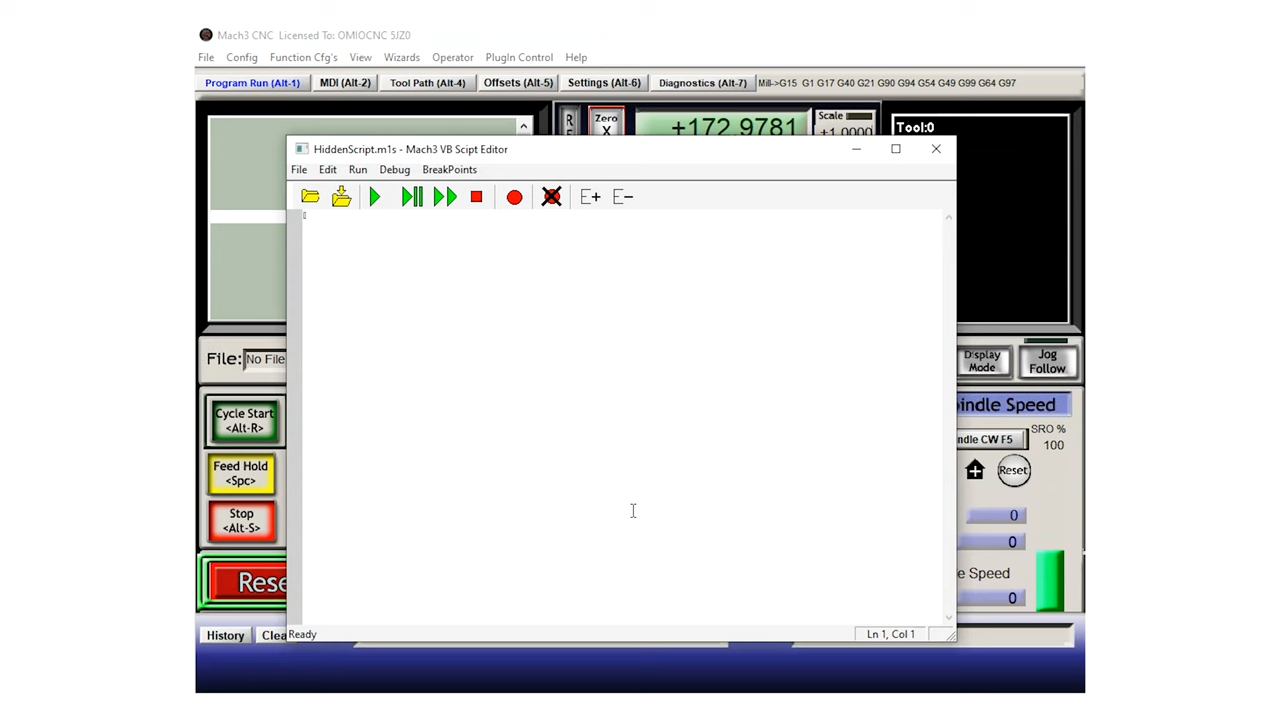 Mach3 CNC Licensed To: OMIOCNC 5JZ0
File Config Function Cfg's View Wizards Operator PlugIn Control Help
Program Run (Alt-1) MDI (Alt-2) Tool Path (Alt-4) Offsets (Alt-5) Settings (Alt-6) Diagnostics (Alt-7) Mill->G15 G1 G17 G40 G21 G90 G94 G54 G49 G99 G64 G97
Zero
X
+172.9781
Scale
+1.0000
Tool:0
HiddenScript.m1s - Mach3 VB Scipt Editor
File Edit Run Debug BreakPoints
E+ E-
File: No File
Display
Mode
Jog
Follow
Cycle Start
<Alt-R>
pindle Speed
ndle CW F5
SRO %
100
Feed Hold
<Spc>
Reset
Stop
<Alt-S>
0
0
Rese
e Speed
0
History Clea
Ready Ln 1, Col 1